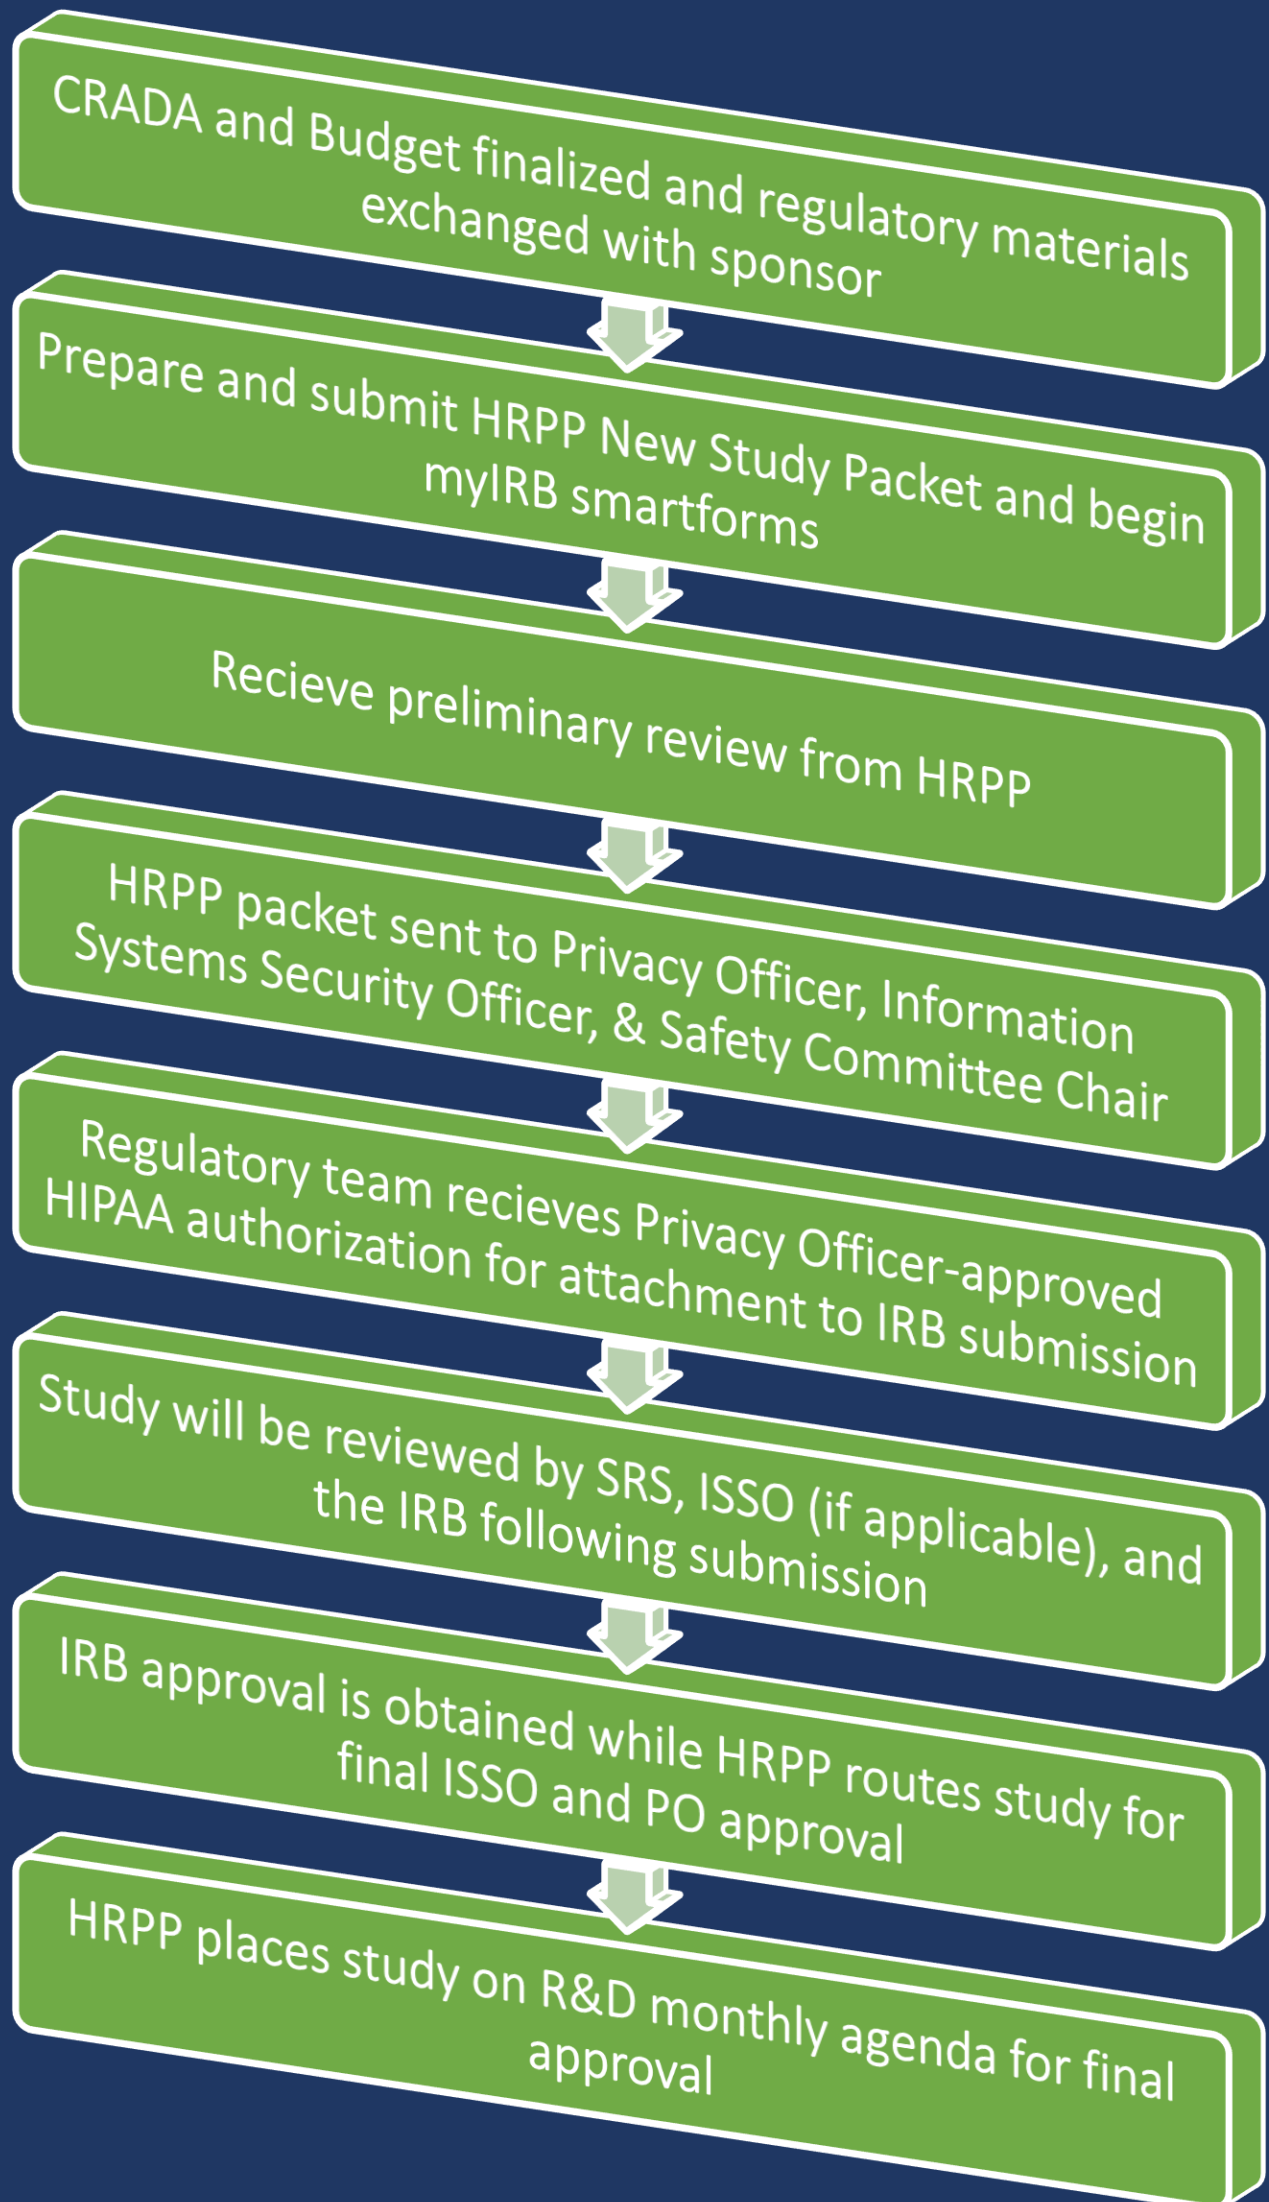 CRADA and Budget finalized and regulatory materials
exchanged with sponsor
Prepare and submit HRPP New Study Packet and begin
myIRB smartforms
Recieve preliminary review from HRPP
HRPP packet sent to Privacy Officer, Information
Systems Security Officer, & Safety Committee Chair
Regulatory team recieves Privacy Officer-approved
HIPAA authorization for attachment to IRB submission
Study will be reviewed by SRS, ISSO (if applicable), and
the IRB following submission
IRB approval is obtained while HRPP routes study for
final ISSO and PO approval
HRPP places study on R&D monthly agenda for final
approval